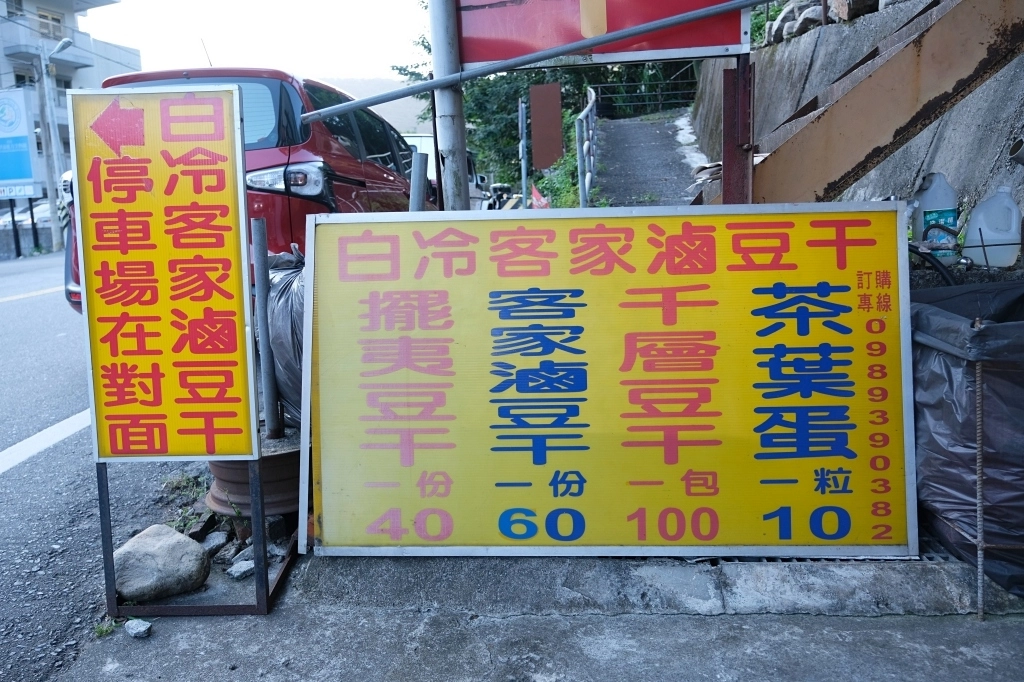 白冷客家滷豆干
停車場在對面
白冷客家滷豆干
訂購專線
0989390382
茶葉蛋
一粒
10
千層豆干
一包
100
客家滷豆干
一份
60
擺夷豆干
一份
40